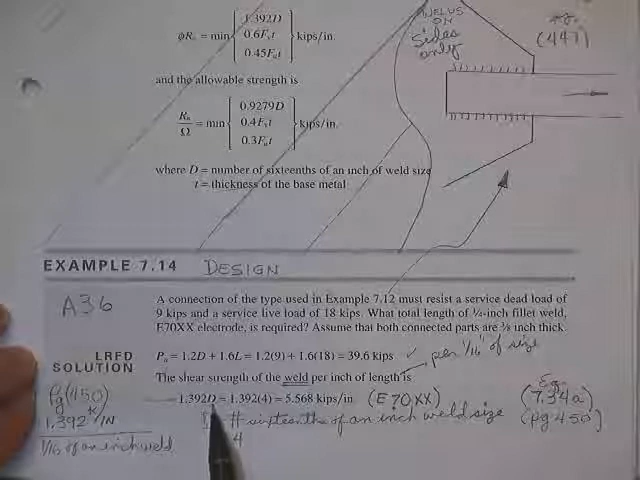 1.392D
ϕRₙ = min 0.6Fᵧt kips/in.
0.45Fᵤt
WELDS
ON
Sides
only
(447)
and the allowable strength is
0.9279D
Rₙ/Ω = min 0.4Fᵧt kips/in.
0.3Fᵤt
where D = number of sixteenths of an inch of weld size
t = thickness of the base metal
EXAMPLE 7.14 DESIGN
A36
A connection of the type used in Example 7.12 must resist a service dead load of
9 kips and a service live load of 18 kips. What total length of ¼-inch fillet weld,
E70XX electrode, is required? Assume that both connected parts are ⅜ inch thick.
LRFD
SOLUTION
Pᵤ = 1.2D + 1.6L = 1.2(9) + 1.6(18) = 39.6 kips ✓
per 1/16" of size
The shear strength of the weld per inch of length is
1.392D = 1.392(4) = 5.568 kips/in (E70XX)
Pg (450)
1.392 K/IN
1/16 of an inch weld
# sixteenths of an inch weld size
4
Eq.
(7.34a)
(pg 450)